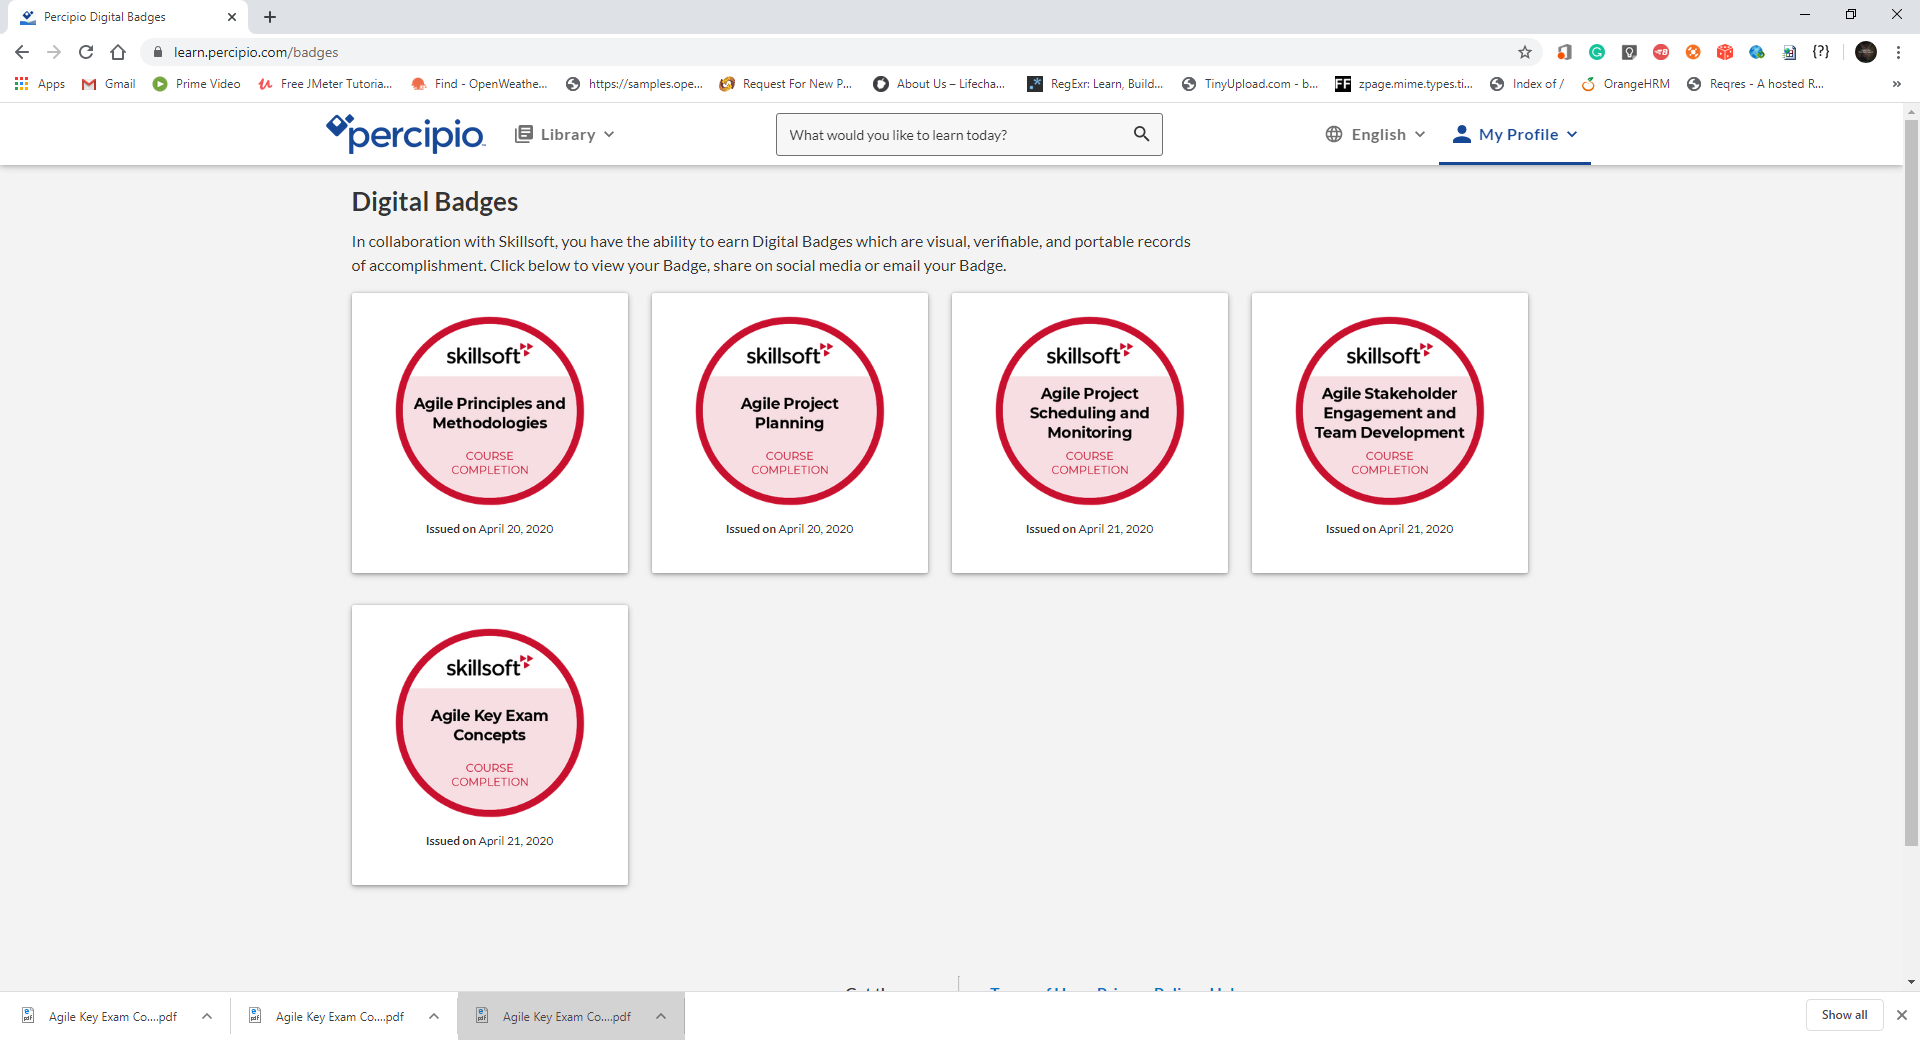 Percipio Digital Badges
learn.percipio.com/badges
Apps
Gmail
Prime Video
Free JMeter Tutoria...
Find - OpenWeathe...
https://samples.ope...
Request For New P...
About Us – Lifecha...
RegExr: Learn, Build...
TinyUpload.com - b...
FF zpage.mime.types.ti...
Index of /
OrangeHRM
Reqres - A hosted R...
percipio
Library
What would you like to learn today?
English
My Profile
Digital Badges
In collaboration with Skillsoft, you have the ability to earn Digital Badges which are visual, verifiable, and portable records
of accomplishment. Click below to view your Badge, share on social media or email your Badge.
skillsoft
Agile Principles and
Methodologies
COURSE
COMPLETION
Issued on April 20, 2020
skillsoft
Agile Project
Planning
COURSE
COMPLETION
Issued on April 20, 2020
skillsoft
Agile Project
Scheduling and
Monitoring
COURSE
COMPLETION
Issued on April 21, 2020
skillsoft
Agile Stakeholder
Engagement and
Team Development
COURSE
COMPLETION
Issued on April 21, 2020
skillsoft
Agile Key Exam
Concepts
COURSE
COMPLETION
Issued on April 21, 2020
Agile Key Exam Co....pdf
Agile Key Exam Co....pdf
Agile Key Exam Co....pdf
Show all